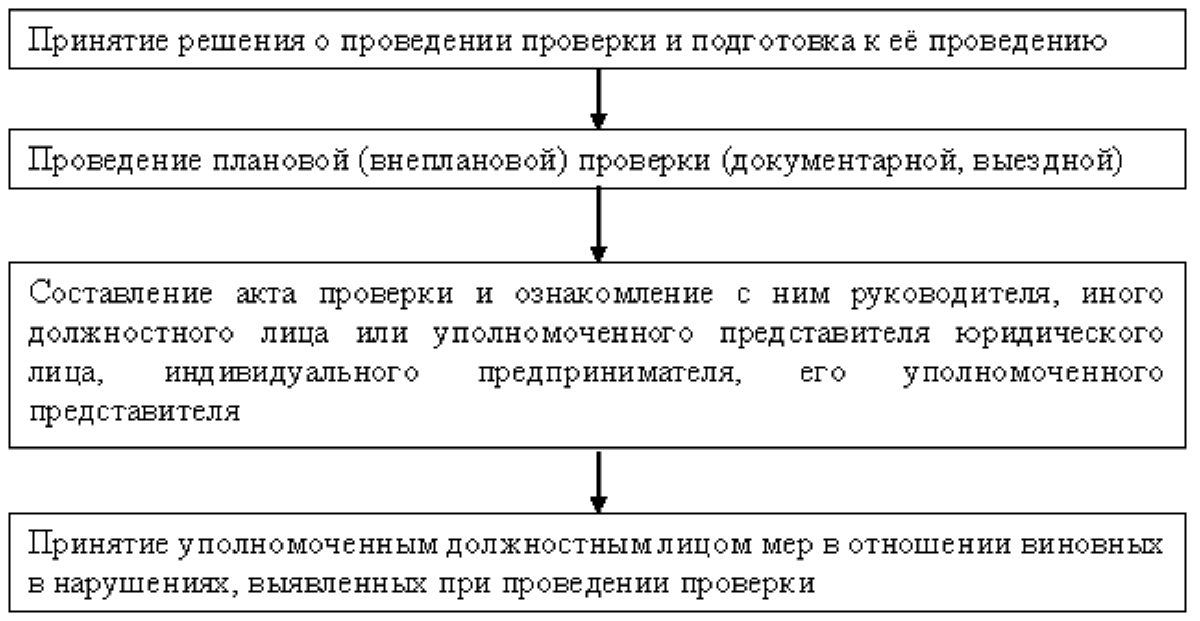 Принятие решения о проведении проверки и подготовка к её проведению
Проведение плановой (внеплановой) проверки (документарной, выездной)
Составление акта проверки и ознакомление с ним руководителя, иного
должностного лица или уполномоченного представителя юридического
лица, индивидуального предпринимателя, его уполномоченного
представителя
Принятие уполномоченным должностным лицом мер в отношении виновных
в нарушениях, выявленных при проведении проверки